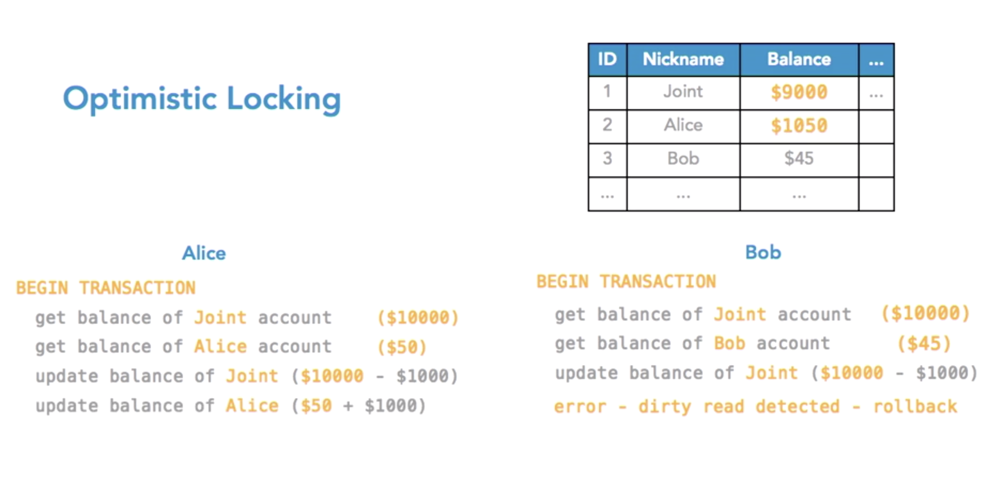 Optimistic Locking
ID Nickname Balance ...
1 Joint $9000 ...
2 Alice $1050
3 Bob $45
... ... ...
Alice
BEGIN TRANSACTION
get balance of Joint account ($10000)
get balance of Alice account ($50)
update balance of Joint ($10000 - $1000)
update balance of Alice ($50 + $1000)
Bob
BEGIN TRANSACTION
get balance of Joint account ($10000)
get balance of Bob account ($45)
update balance of Joint ($10000 - $1000)
error - dirty read detected - rollback